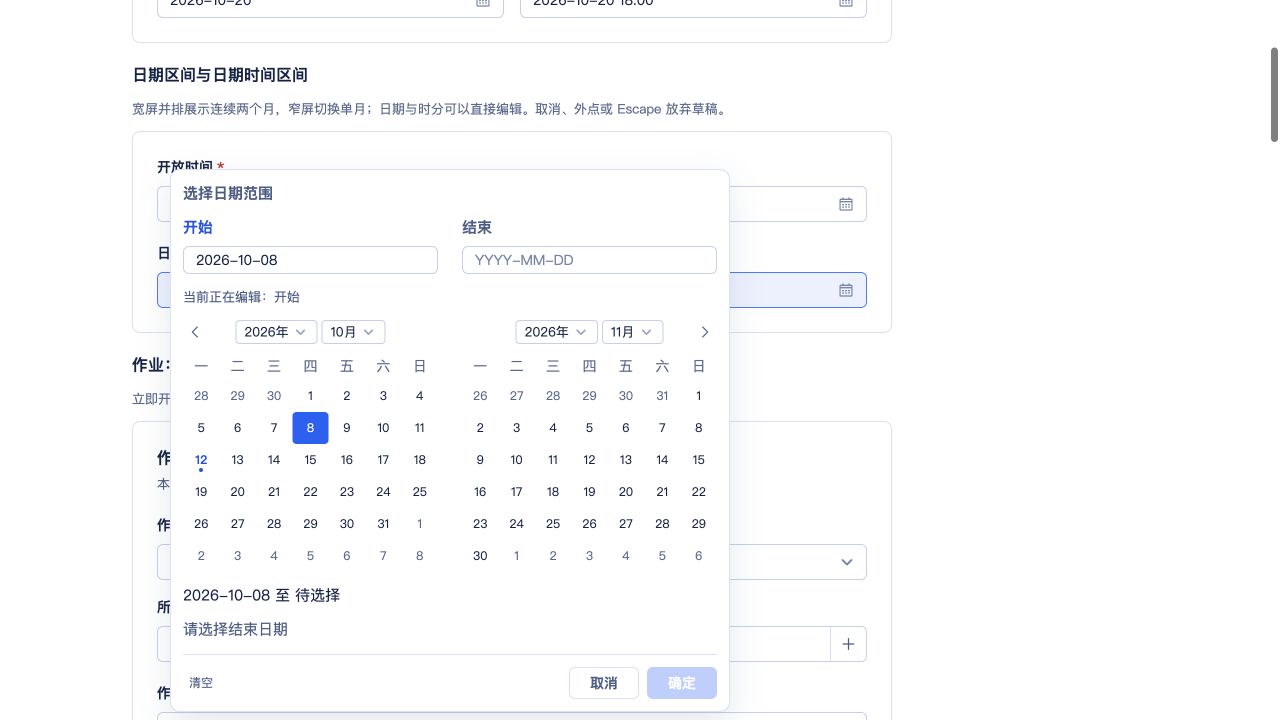 2026-10-20
2026-10-20 18:00
日期区间与日期时间区间
宽屏并排展示连续两个月，窄屏切换单月；日期与时分可以直接编辑。取消、外点或 Escape 放弃草稿。
开放时间 *
选择日期范围
开始
结束
日
2026-10-08
YYYY-MM-DD
当前正在编辑：开始
2026年 10月
2026年 11月
作业：
一 二 三 四 五 六 日
一 二 三 四 五 六 日
立即开
28 29 30 1 2 3 4
26 27 28 29 30 31 1
5 6 7 8 9 10 11
2 3 4 5 6 7 8
作
12 13 14 15 16 17 18
9 10 11 12 13 14 15
本
19 20 21 22 23 24 25
16 17 18 19 20 21 22
作
26 27 28 29 30 31 1
23 24 25 26 27 28 29
2 3 4 5 6 7 8
30 1 2 3 4 5 6
2026-10-08 至 待选择
所
请选择结束日期
清空
取消
确定
作